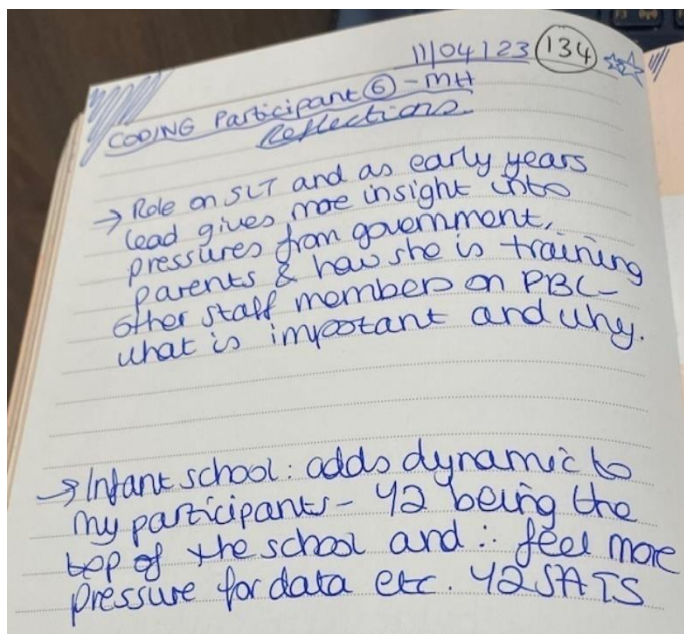 11/04/23 134
CODING Participant 6 - MH
Reflections
→ Role on SLT and as early years
lead gives more insight into
pressures from government,
parents & how she is training
other staff members on PBL -
what is important and why.
→ Infant school: adds dynamic to
my participants - Y2 being the
top of the school and ∴ feel more
pressure for data etc. Y2 SATS